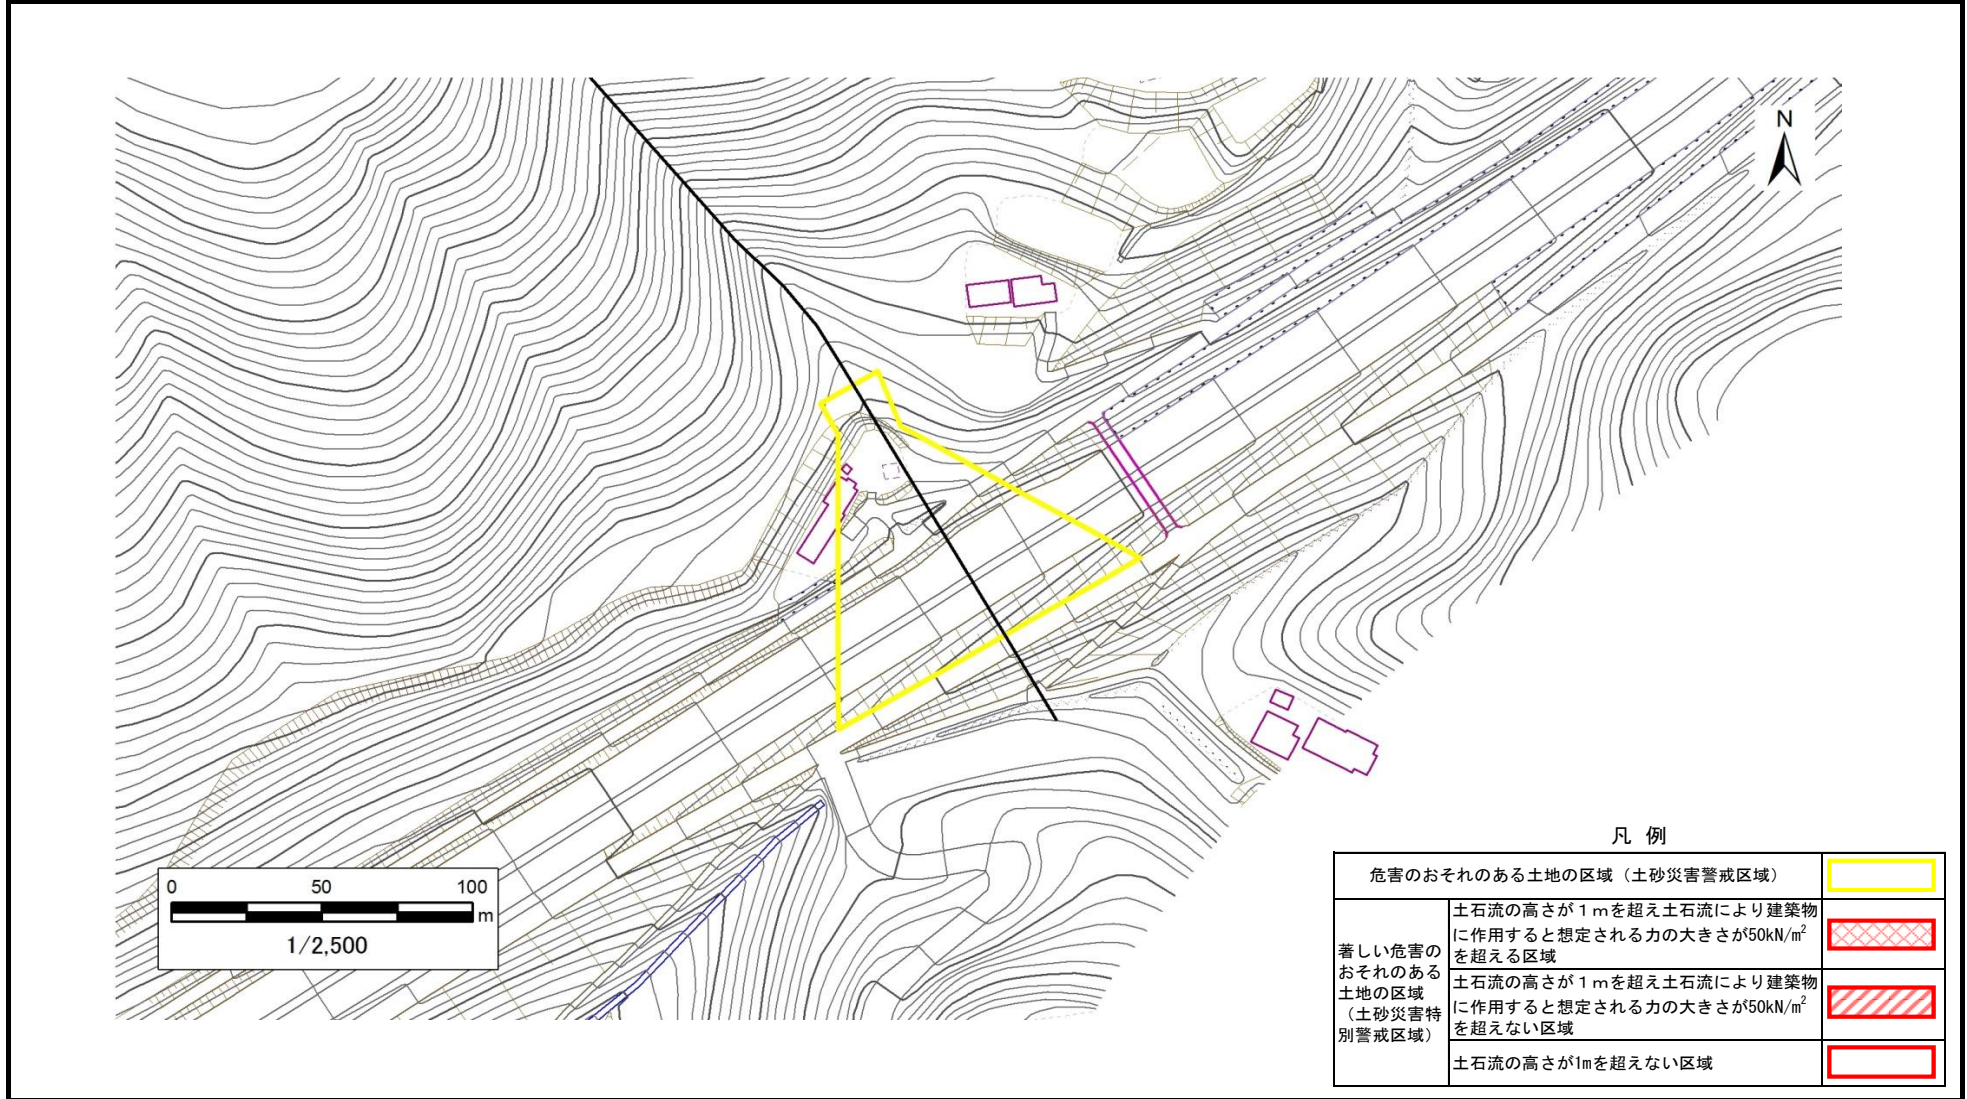 N
0 50 100
m
1/2,500
凡 例
危害のおそれのある土地の区域（土砂災害警戒区域）
著しい危害の
おそれのある
土地の区域
（土砂災害特
別警戒区域）
土石流の高さが１ｍを超え土石流により建築物
に作用すると想定される力の大きさが50kN/㎡
を超える区域
土石流の高さが１ｍを超え土石流により建築物
に作用すると想定される力の大きさが50kN/㎡
を超えない区域
土石流の高さが1mを超えない区域